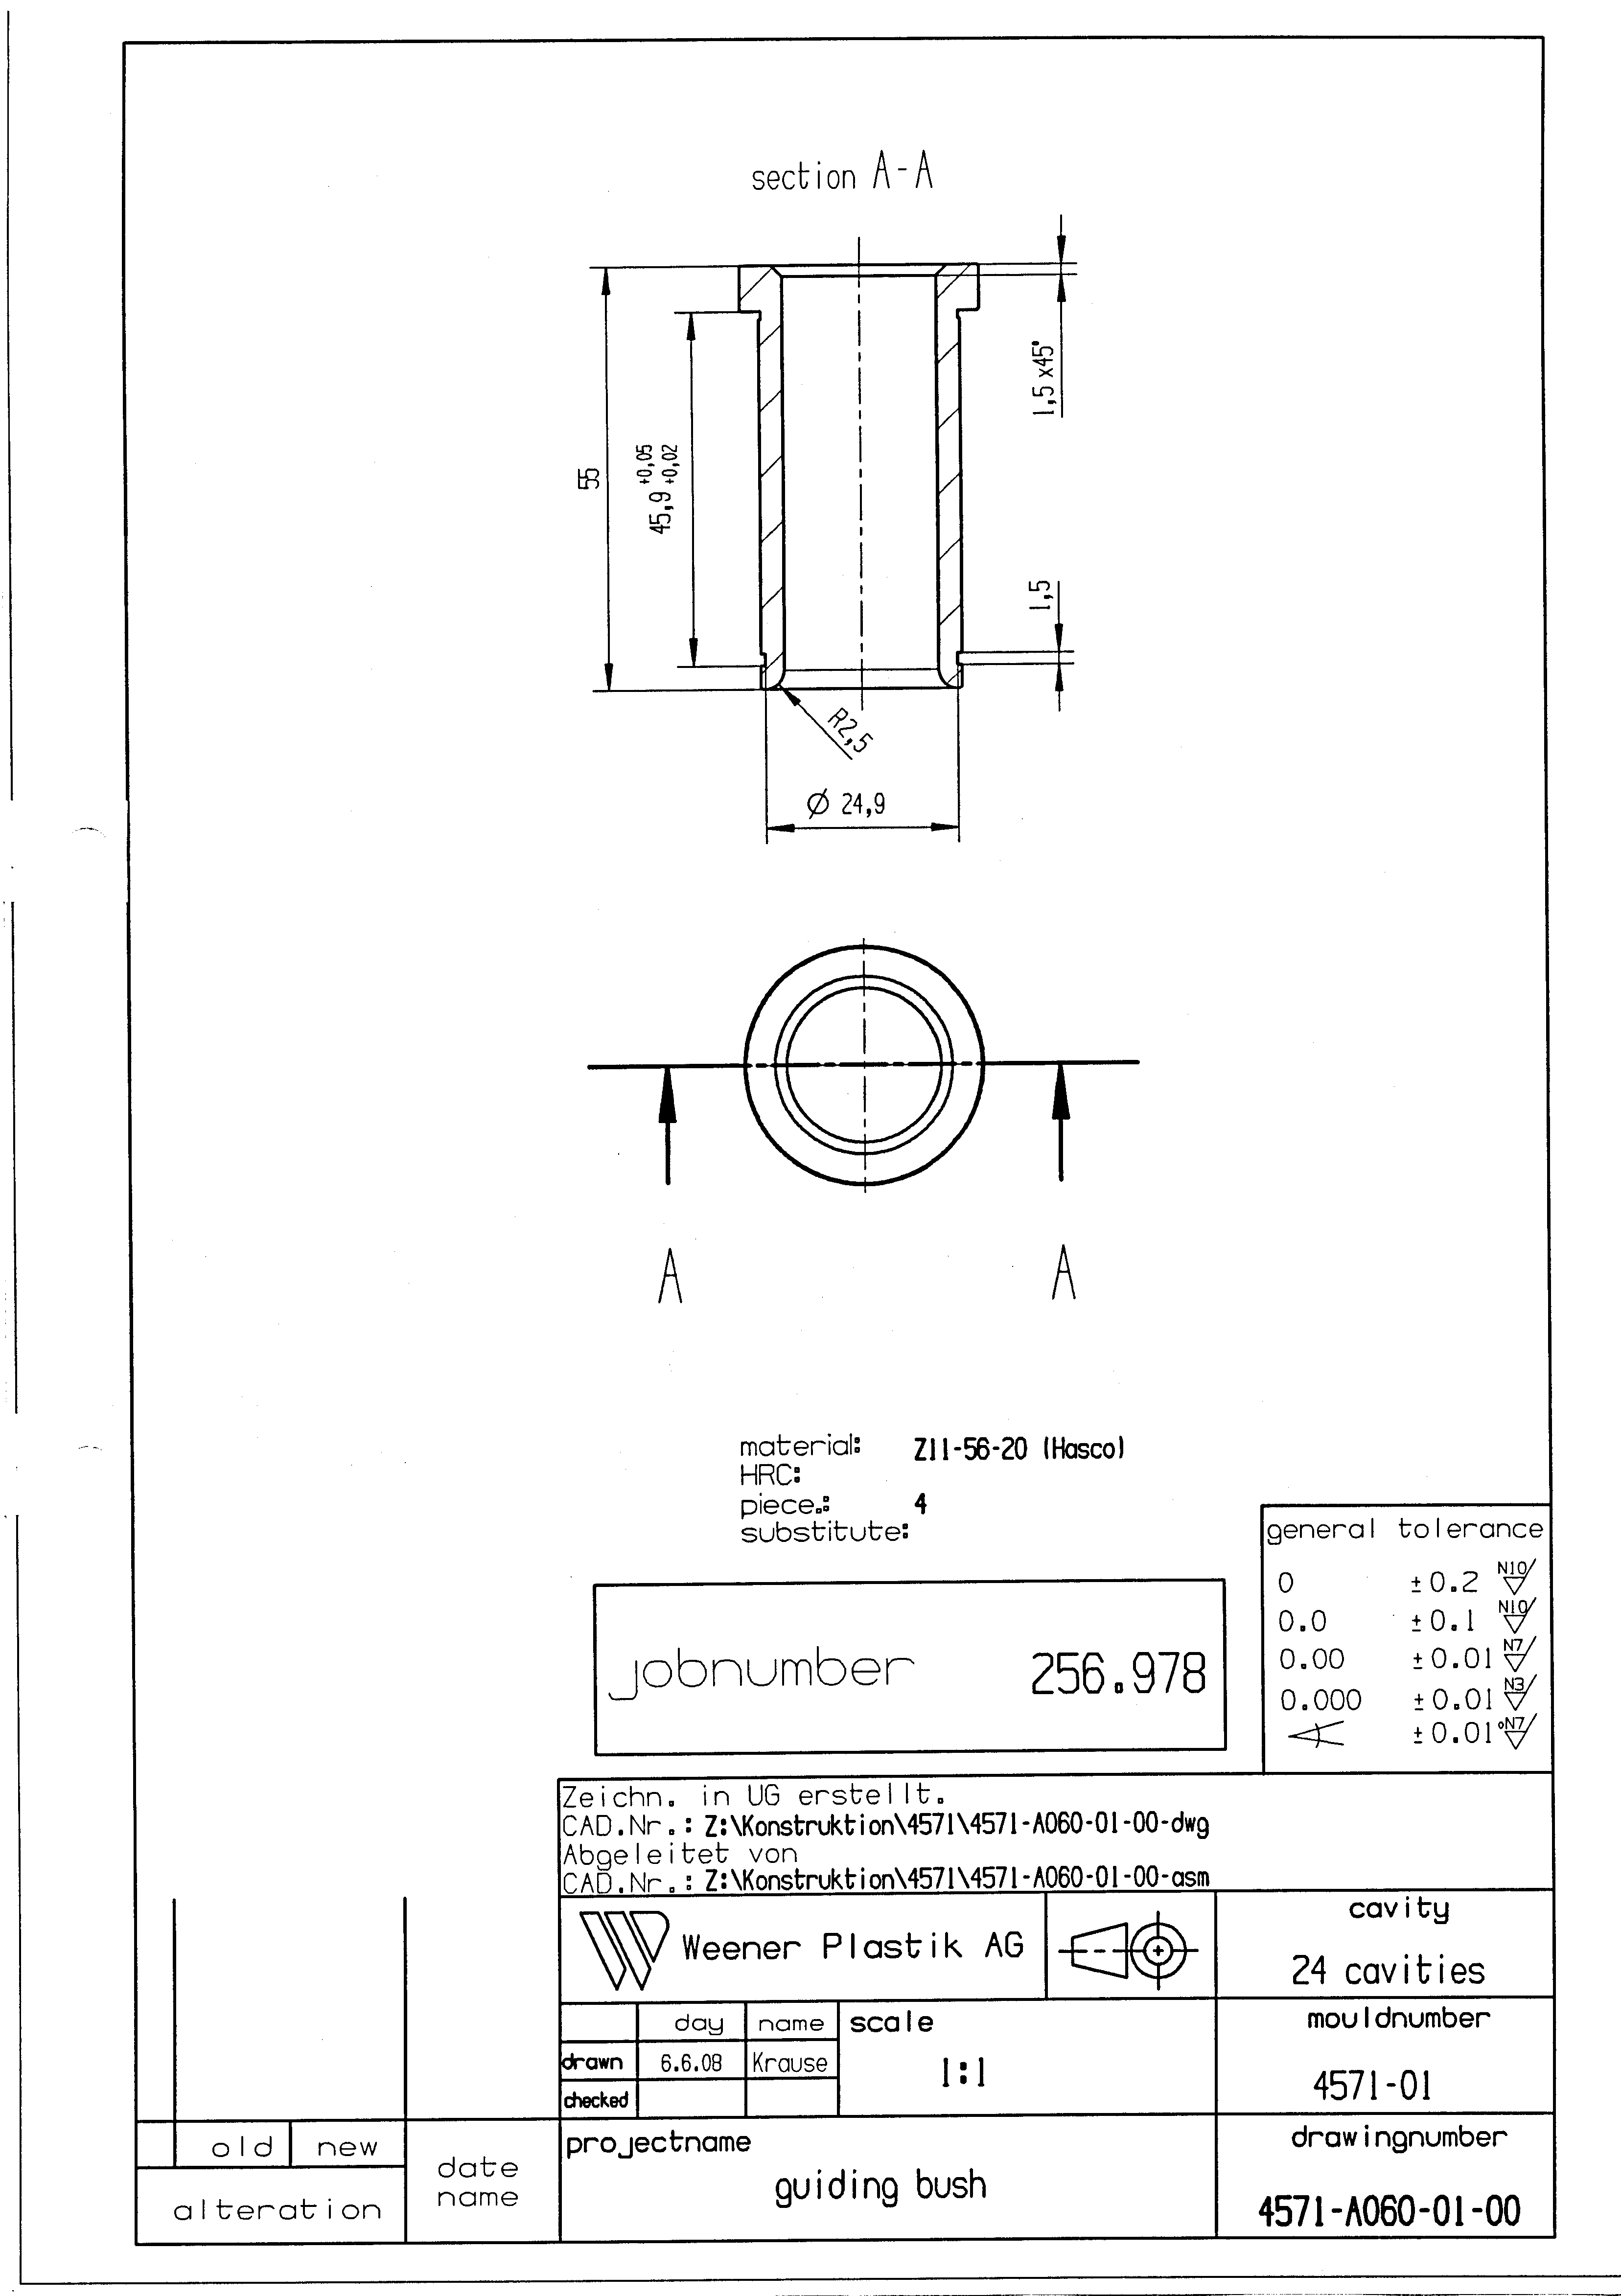 section A-A
1,5 x45°
55
45,9 +0,05 +0,02
1,5
R2,5
Ø 24,9
A A
material: Z11-56-20 (Hasco)
HRC:
piece.: 4
substitute:
general tolerance
0 ±0.2 N10/
0.0 ±0.1 N10/
0.00 ±0.01 N7/
0.000 ±0.01 N3/
±0.01° N7/
jobnumber 256.978
Zeichn. in UG erstellt.
CAD.Nr.: Z:\Konstruktion\4571\4571-A060-01-00-dwg
Abgeleitet von
CAD.Nr.: Z:\Konstruktion\4571\4571-A060-01-00-asm
Weener Plastik AG
cavity
24 cavities
day name
scale
drawn 6.6.08 Krause
1:1
checked
mouldnumber
4571-01
old new
alteration
date
name
projectname
guiding bush
drawingnumber
4571-A060-01-00